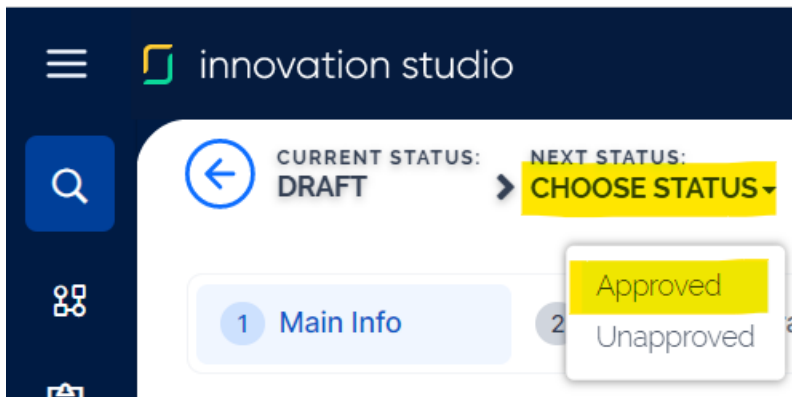 innovation studio
CURRENT STATUS:
DRAFT
NEXT STATUS:
CHOOSE STATUS
Approved
Unapproved
1 Main Info
2